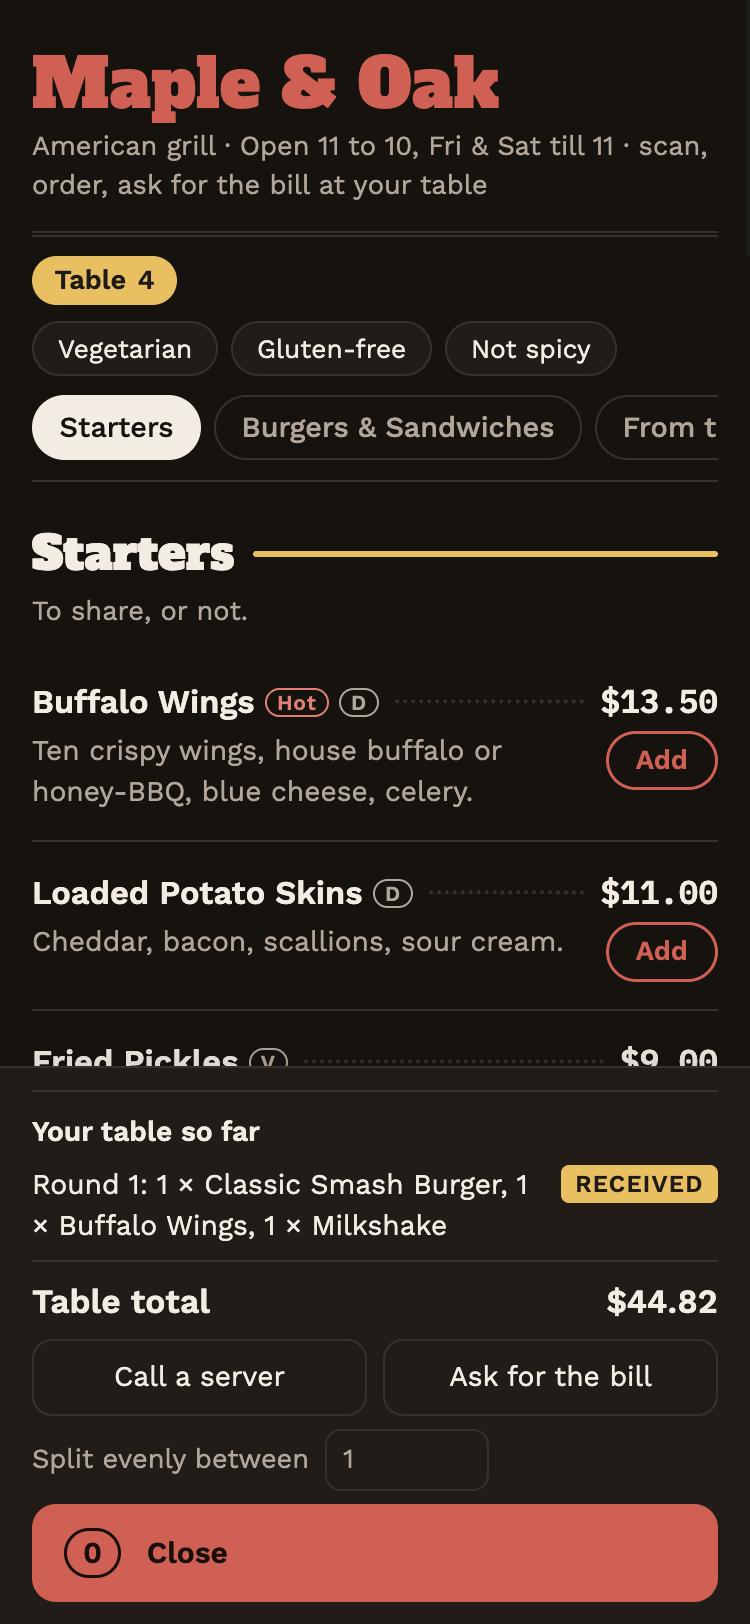 Maple & Oak
American grill · Open 11 to 10, Fri & Sat till 11 · scan,
order, ask for the bill at your table
Table 4
Vegetarian Gluten-free Not spicy
Starters Burgers & Sandwiches From t
Starters
To share, or not.
Buffalo Wings Hot D $13.50
Ten crispy wings, house buffalo or
honey-BBQ, blue cheese, celery.
Add
Loaded Potato Skins D $11.00
Cheddar, bacon, scallions, sour cream.
Add
Fried Pickles V $9.00
Your table so far
Round 1: 1 × Classic Smash Burger, 1
× Buffalo Wings, 1 × Milkshake
RECEIVED
Table total $44.82
Call a server Ask for the bill
Split evenly between 1
0 Close